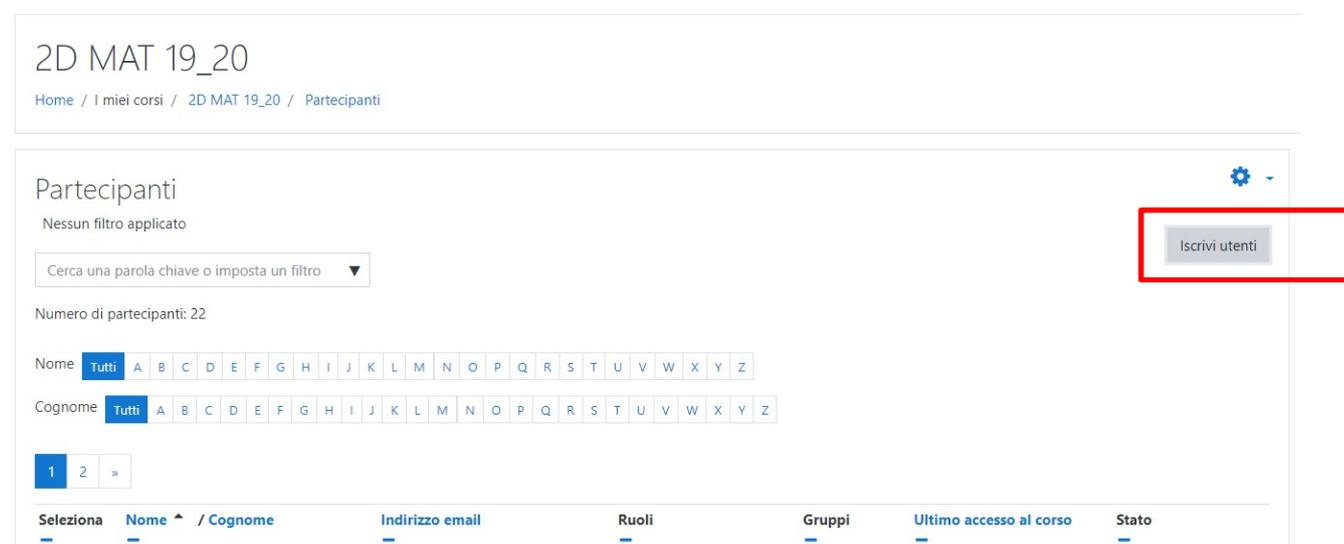 2D MAT 19_20
Home / I miei corsi / 2D MAT 19_20 / Partecipanti
Partecipanti
Nessun filtro applicato
Iscrivi utenti
Cerca una parola chiave o imposta un filtro ▼
Numero di partecipanti: 22
Nome Tutti A B C D E F G H I J K L M N O P Q R S T U V W X Y Z
Cognome Tutti A B C D E F G H I J K L M N O P Q R S T U V W X Y Z
1 2 »
Seleziona Nome / Cognome Indirizzo email Ruoli Gruppi Ultimo accesso al corso Stato